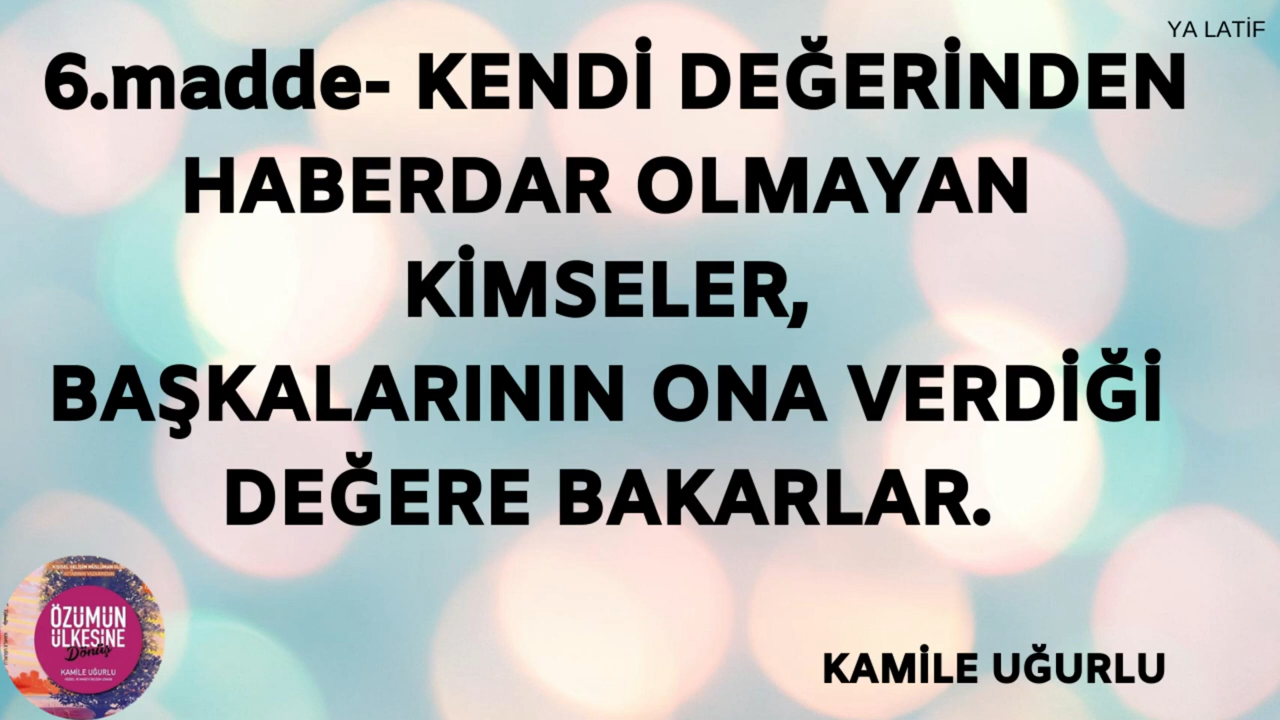 YA LATİF
6.madde- KENDİ DEĞERİNDEN
HABERDAR OLMAYAN
KİMSELER,
BAŞKALARININ ONA VERDİĞİ
DEĞERE BAKARLAR.
ÖZÜMÜN
ÜLKESİNE
Dönüş
KAMİLE UĞURLU
KAMİLE UĞURLU